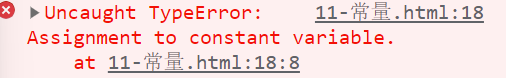 Uncaught TypeError: 11-常量.html:18
Assignment to constant variable.
at 11-常量.html:18:8